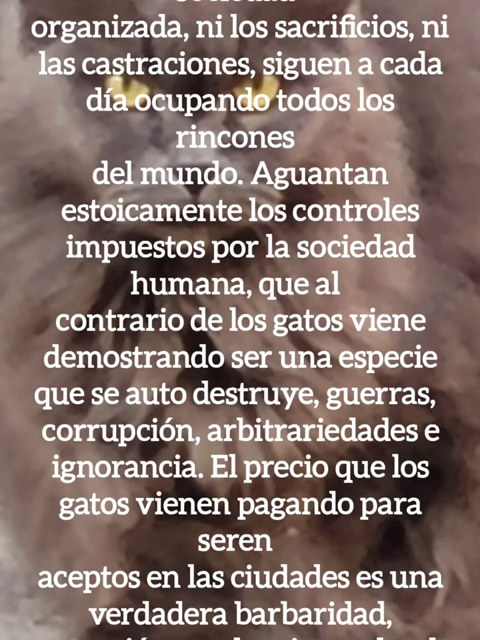 organizada, ni los sacrificios, ni
las castraciones, siguen a cada
día ocupando todos los
rincones
del mundo. Aguantan
estoicamente los controles
impuestos por la sociedad
humana, que al
contrario de los gatos viene
demostrando ser una especie
que se auto destruye, guerras,
corrupción, arbitrariedades e
ignorancia. El precio que los
gatos vienen pagando para
seren
aceptos en las ciudades es una
verdadera barbaridad,